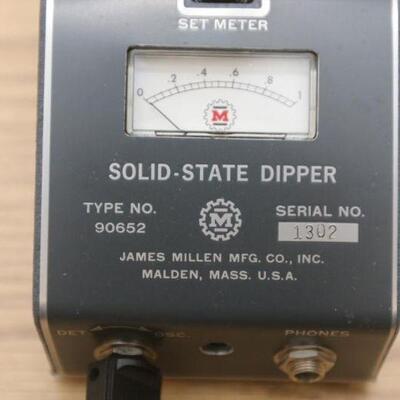 SET METER
0 .2 .4 .6 .8 1
M
SOLID-STATE DIPPER
TYPE NO. SERIAL NO.
90652 M 1302
JAMES MILLEN MFG. CO., INC.
MALDEN, MASS. U.S.A.
DET. OSC. PHONES